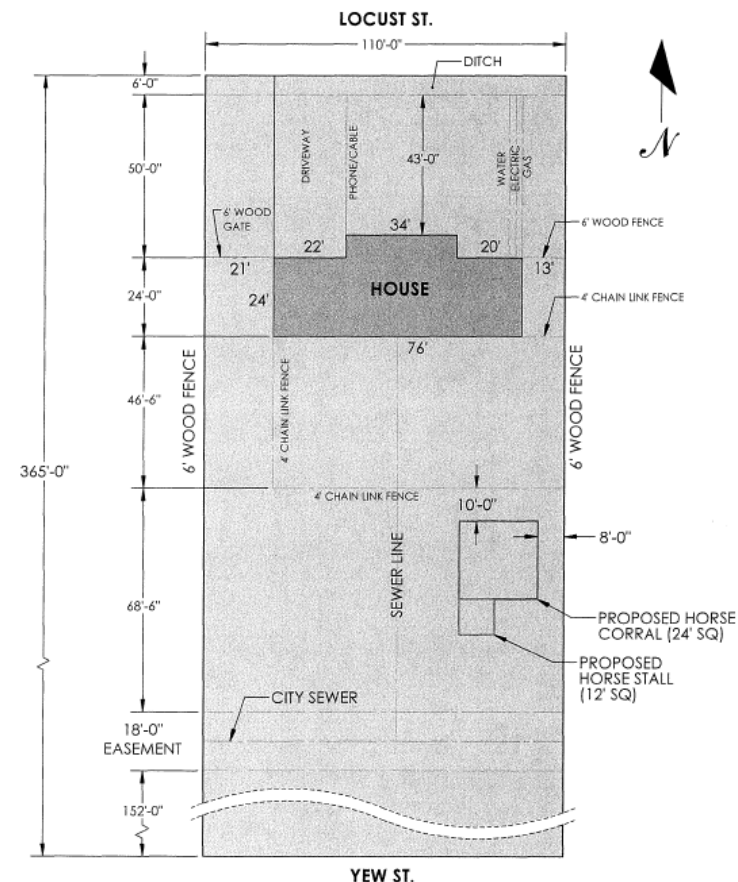 LOCUST ST.
110'-0"
DITCH
6'-0"
N
50'-0"
DRIVEWAY
PHONE/CABLE
43'-0"
WATER
ELECTRIC
GAS
6' WOOD
GATE
34'
6' WOOD FENCE
22'
20'
21'
13'
24'-0"
24'
HOUSE
4' CHAIN LINK FENCE
76'
46'-6"
6' WOOD FENCE
4' CHAIN LINK FENCE
6' WOOD FENCE
365'-0"
4' CHAIN LINK FENCE
10'-0"
8'-0"
SEWER LINE
68'-6"
PROPOSED HORSE
CORRAL (24' SQ)
PROPOSED
HORSE STALL
(12' SQ)
CITY SEWER
18'-0"
EASEMENT
152'-0"
YEW ST.